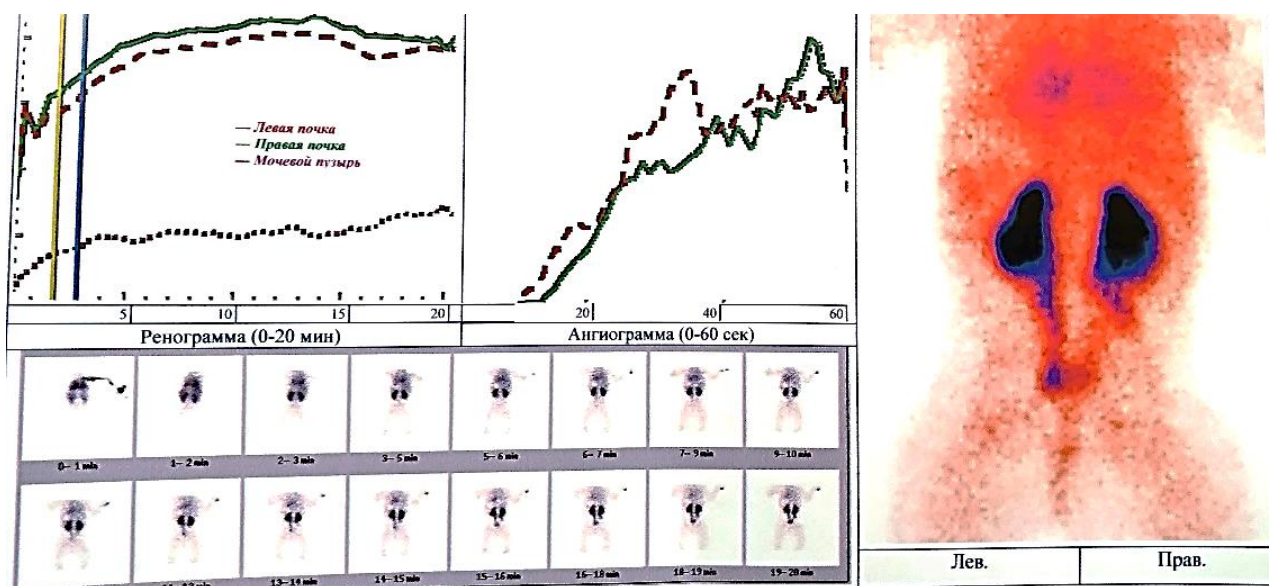 — Левая почка
— Правая почка
— Мочевой пузырь
5
10
15
20
20
40
60
Ренограмма (0-20 мин)
Ангиограмма (0-60 сек)
0-1 min
1-2 min
2-3 min
3-5 min
5-6 min
6-7 min
7-9 min
9-10 min
13-14 min
14-15 min
15-16 min
16-18 min
18-19 min
19-20 min
Лев.
Прав.